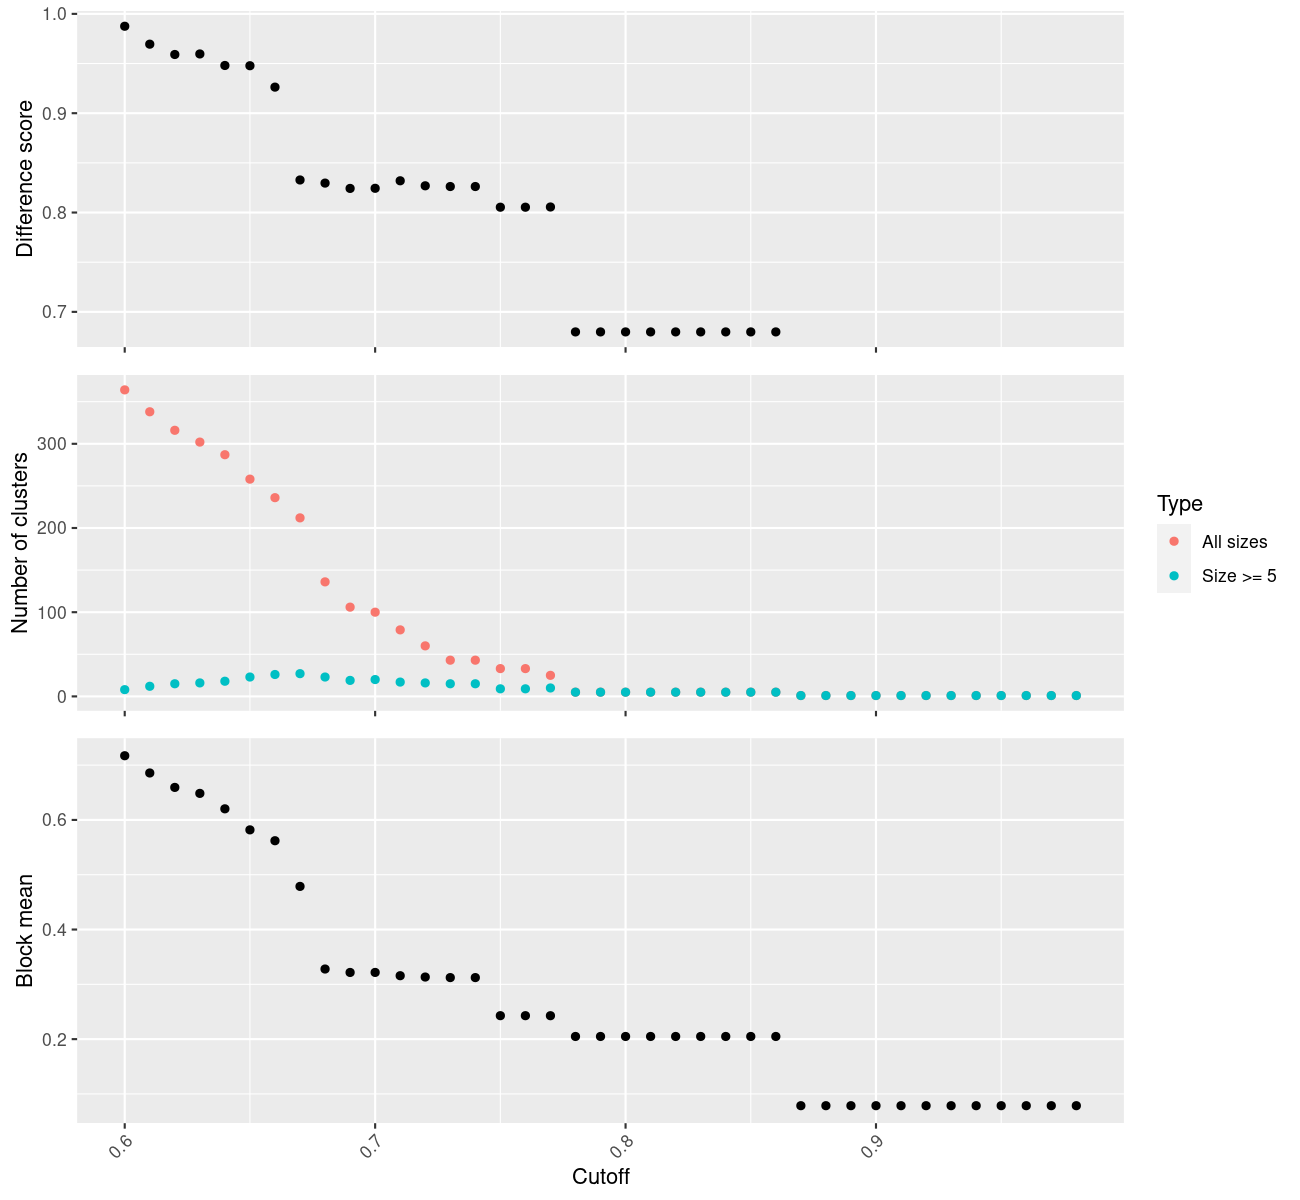 Difference score
1.0
0.9
0.8
0.7
Number of clusters
300
200
100
0
Type
All sizes
Size >= 5
Block mean
0.6
0.4
0.2
0.6
0.7
0.8
0.9
Cutoff